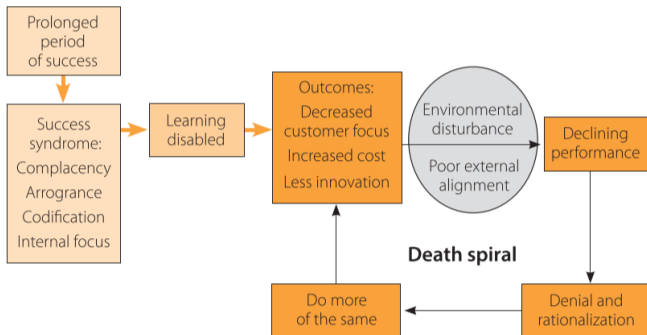 Prolonged
period
of success
Success
syndrome:
Complacency
Arrogrance
Codification
Internal focus
Learning
disabled
Outcomes:
Decreased
customer focus
Increased cost
Less innovation
Environmental
disturbance
Poor external
alignment
Declining
performance
Death spiral
Do more
of the same
Denial and
rationalization